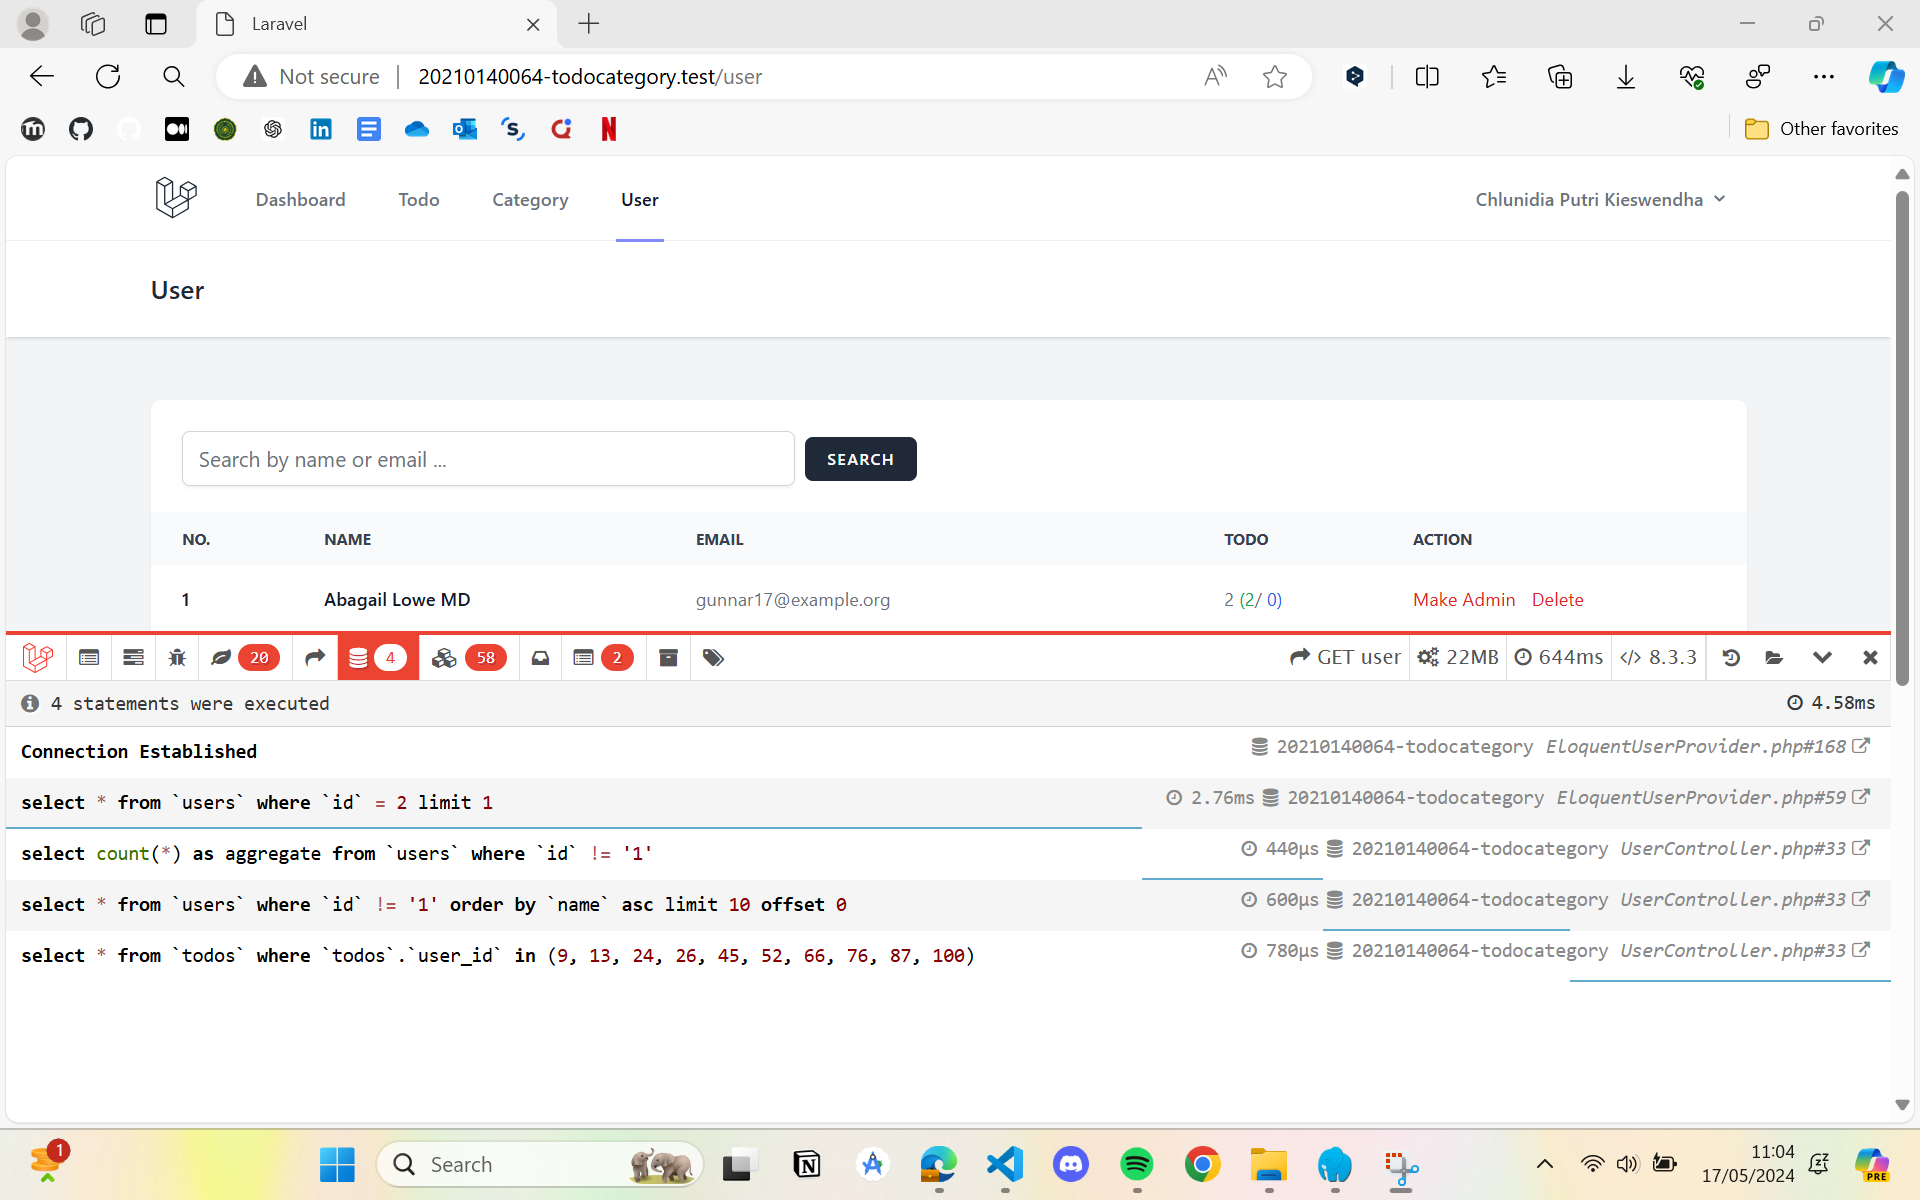 Laravel
Not secure | 20210140064-todocategory.test/user
Other favorites
Dashboard Todo Category User Chlunidia Putri Kieswendha
User
Search by name or email ... SEARCH
NO. NAME EMAIL TODO ACTION
1 Abagail Lowe MD gunnar17@example.org 2 (2/ 0) Make Admin Delete
20 4 58 2 GET user 22MB 644ms 8.3.3
4 statements were executed 4.58ms
Connection Established 20210140064-todocategory EloquentUserProvider.php#168
select * from `users` where `id` = 2 limit 1 2.76ms 20210140064-todocategory EloquentUserProvider.php#59
select count(*) as aggregate from `users` where `id` != '1' 440μs 20210140064-todocategory UserController.php#33
select * from `users` where `id` != '1' order by `name` asc limit 10 offset 0 600μs 20210140064-todocategory UserController.php#33
select * from `todos` where `todos`.`user_id` in (9, 13, 24, 26, 45, 52, 66, 76, 87, 100) 780μs 20210140064-todocategory UserController.php#33
1 Search 11:04
17/05/2024
PRE